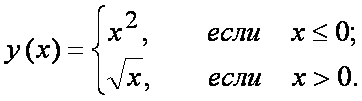 y(x) = { x², если x ≤ 0;
√x, если x > 0.